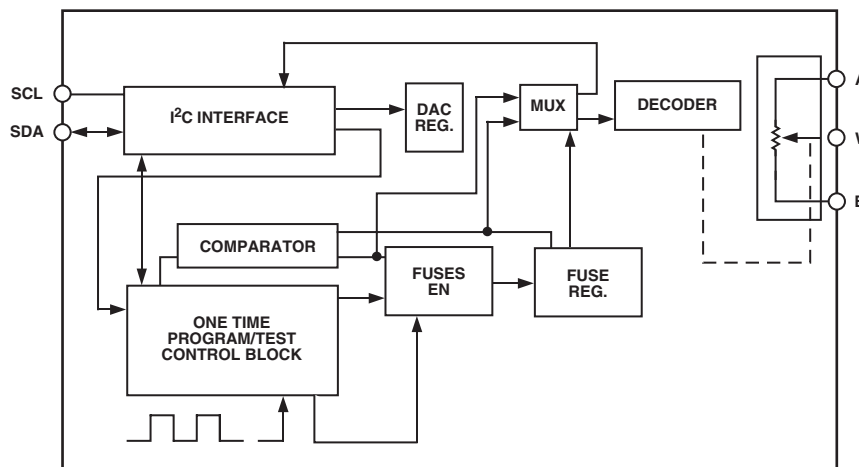 SCL
SDA
I²C INTERFACE
DAC
REG.
MUX
DECODER
A
COMPARATOR
FUSES
EN
FUSE
REG.
ONE TIME
PROGRAM/TEST
CONTROL BLOCK